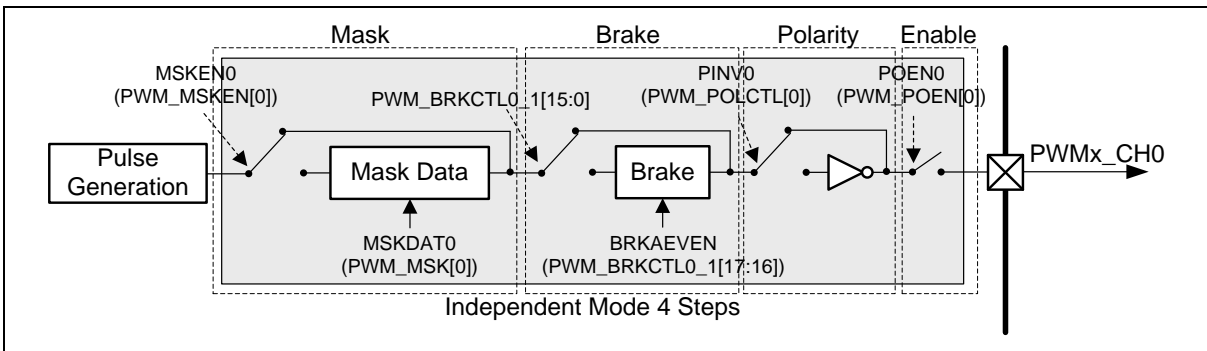 Mask
Brake
Polarity
Enable
MSKEN0
(PWM_MSKEN[0])
PWM_BRKCTL0_1[15:0]
PINV0
(PWM_POLCTL[0])
POEN0
(PWM_POEN[0])
Pulse
Generation
Mask Data
Brake
PWMx_CH0
MSKDAT0
(PWM_MSK[0])
BRKAEVEN
(PWM_BRKCTL0_1[17:16])
Independent Mode 4 Steps